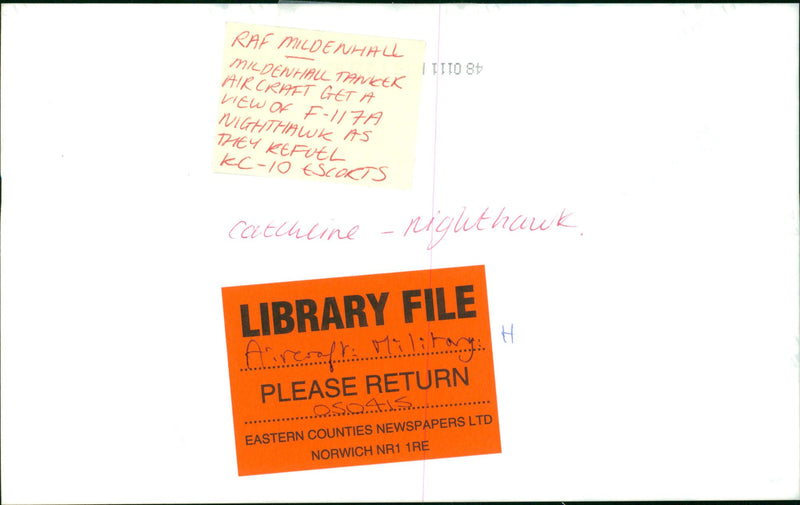 RAF MILDENHALL
MILDENHALL TANKER
AIRCRAFT GET A
VIEW OF F-117A
NIGHTHAWK AS
THEY REFUEL
KC-10 ESCORTS
48 0111
catchline - nighthawk.
LIBRARY FILE
Aircraft: Military: H
PLEASE RETURN
050415
EASTERN COUNTIES NEWSPAPERS LTD
NORWICH NR1 1RE